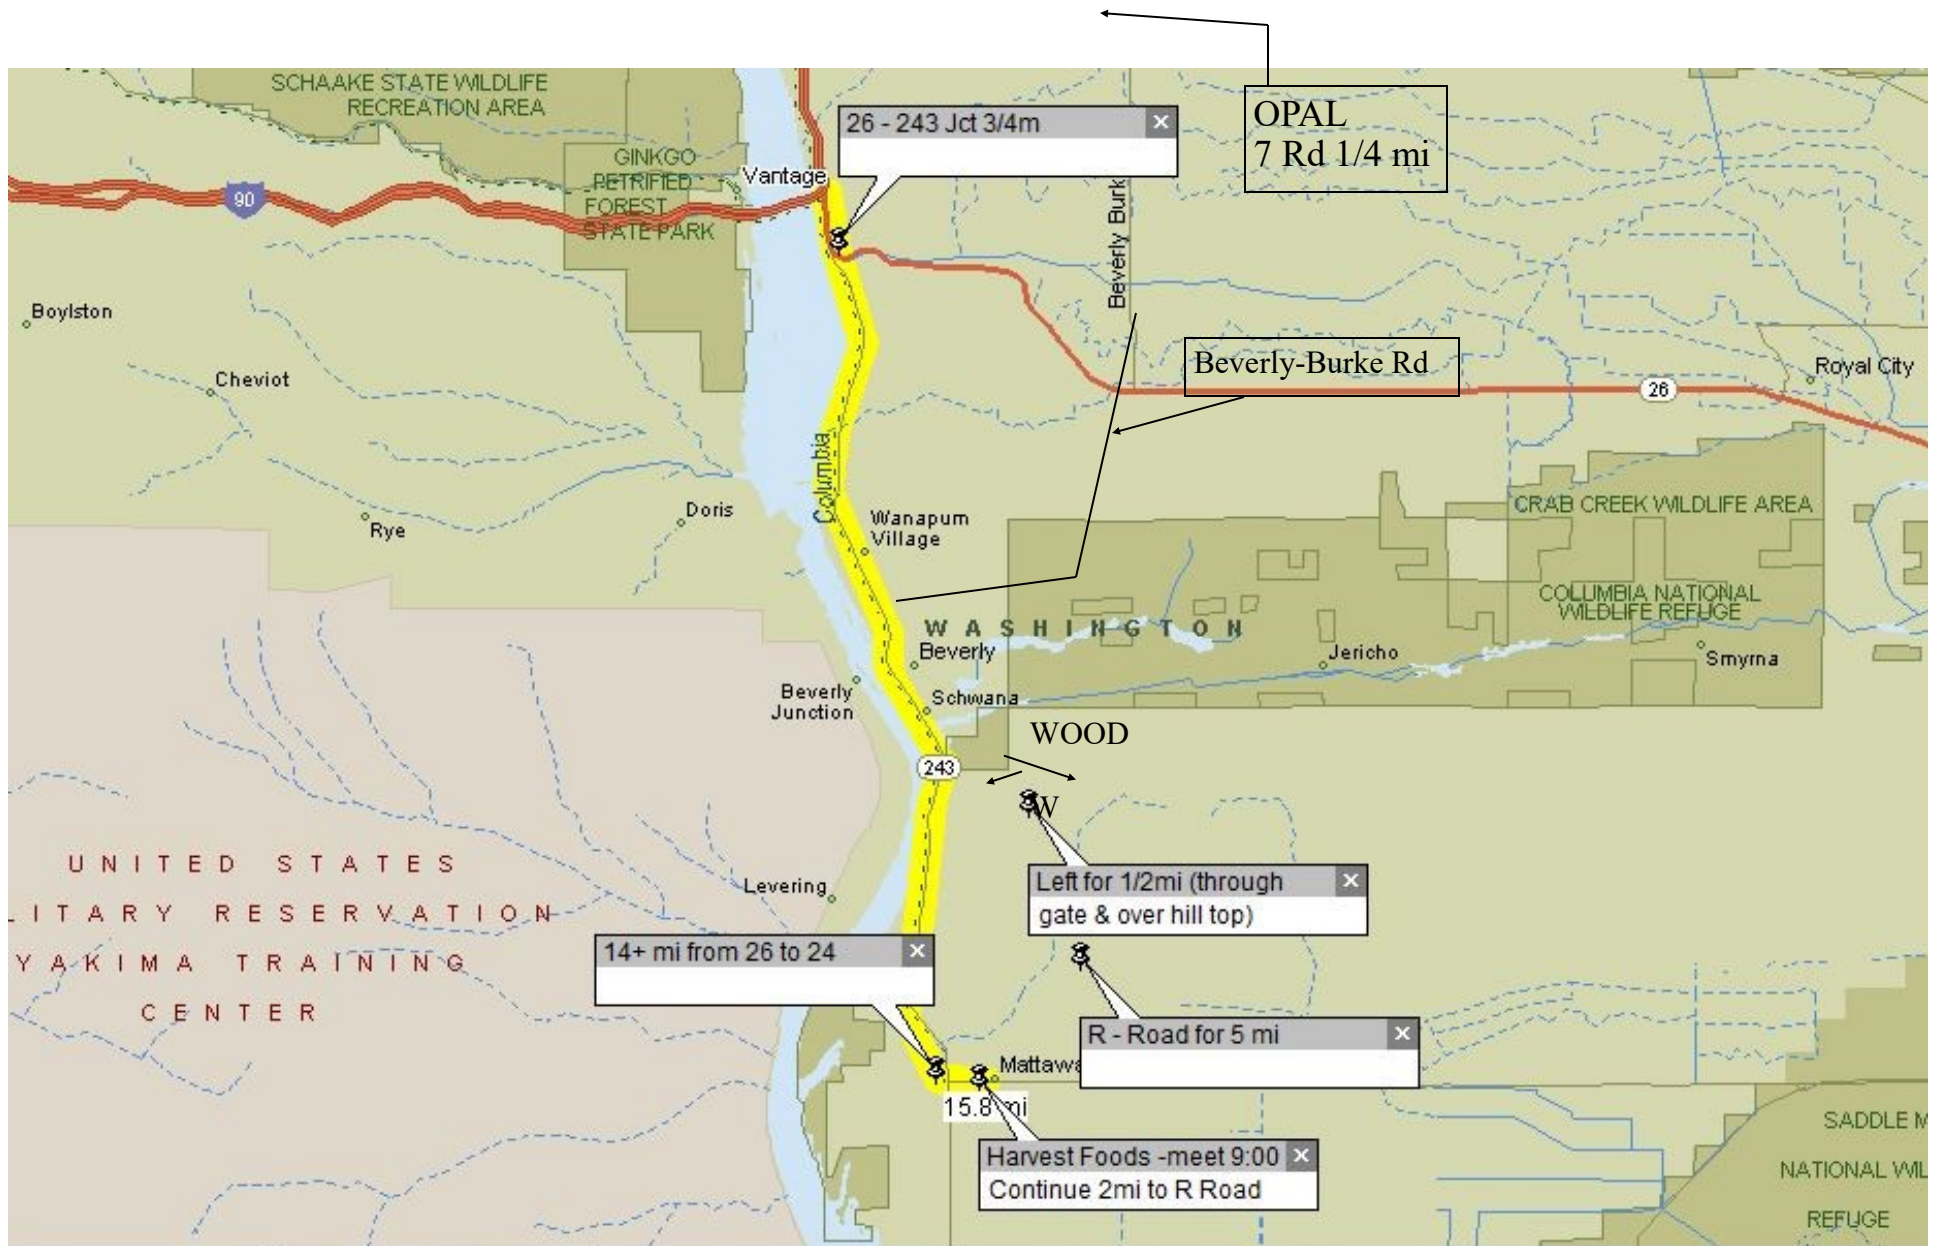 OPAL
7 Rd 1/4 mi
SCHAAKE STATE WILDLIFE
RECREATION AREA
26 - 243 Jct 3/4m
GINKGO
PETRIFIED
FOREST
STATE PARK
Vantage
90
Beverly Burk
Boylston
Cheviot
Beverly-Burke Rd
Royal City
26
Columbia
Rye
Doris
Wanapum
Village
CRAB CREEK WILDLIFE AREA
COLUMBIA NATIONAL
WILDLIFE REFUGE
WASHINGTON
Beverly
Jericho
Smyrna
Beverly
Junction
Schwana
WOOD
243
W
UNITED STATES
LITARY RESERVATION
YAKIMA TRAINING
CENTER
Levering
Left for 1/2mi (through
gate & over hill top)
14+ mi from 26 to 24
R - Road for 5 mi
Mattawa
15.8 mi
Harvest Foods -meet 9:00
Continue 2mi to R Road
SADDLE M
NATIONAL WIL
REFUGE